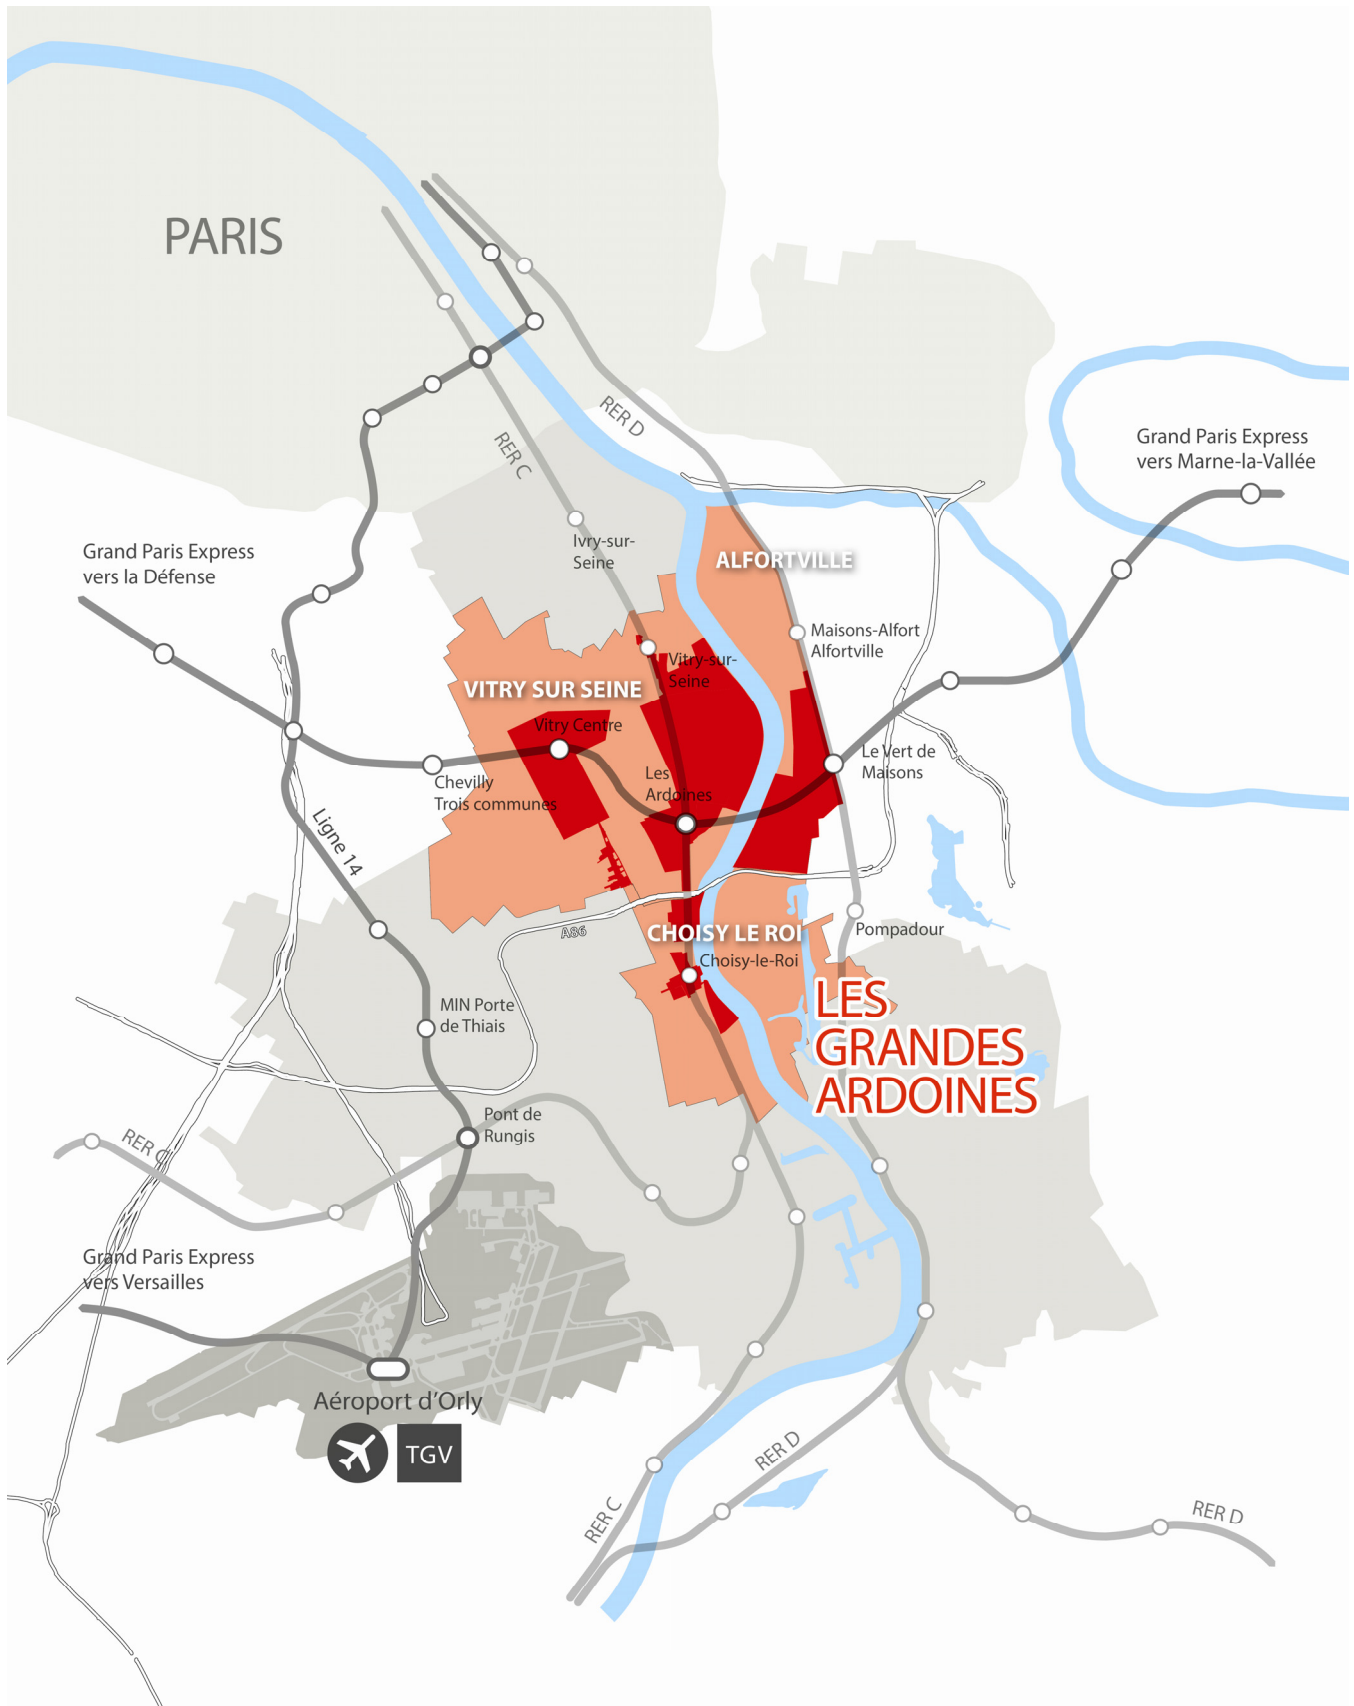 PARIS
RER D
RER C
Grand Paris Express
vers Marne-la-Vallée
Ivry-sur-
Seine
Grand Paris Express
vers la Défense
ALFORTVILLE
Maisons-Alfort
Alfortville
Vitry-sur-
Seine
VITRY SUR SEINE
Vitry Centre
Le Vert de
Maisons
Les
Ardoines
Chevilly
Trois communes
Ligne 14
A86
CHOISY LE ROI
Pompadour
Choisy-le-Roi
LES
GRANDES
ARDOINES
MIN Porte
de Thiais
Pont de
Rungis
RER C
Grand Paris Express
vers Versailles
Aéroport d'Orly
TGV
RER D
RER C
RER D